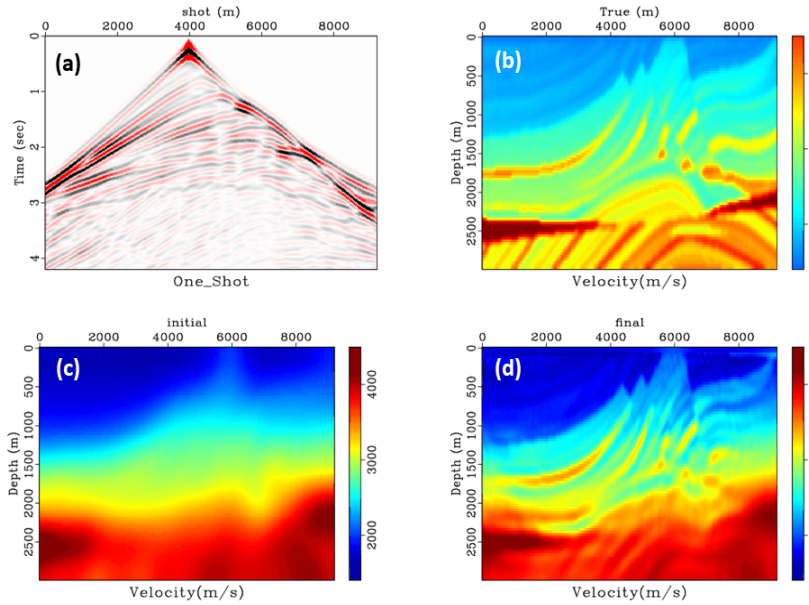 shot (m)
0 2000 4000 6000 8000
(a)
0
1
2
3
4
Time (sec)
One_Shot
True
(m)
0 2000 4000 6000 8000
(b)
0
500
1000
1500
2000
2500
Depth (m)
Velocity(m/s)
initial
0 2000 4000 6000 8000
(c)
0
500
1000
1500
2000
2500
Depth (m)
4000
3000
2000
Velocity(m/s)
final
0 2000 4000 6000 8000
(d)
0
500
1000
1500
2000
2500
Depth (m)
Velocity(m/s)